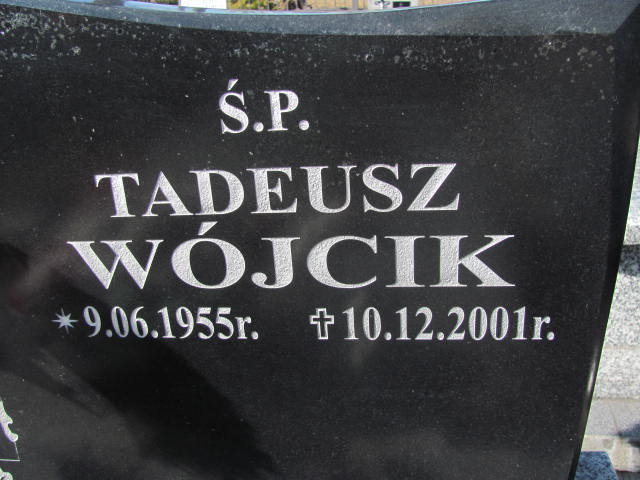 Ś.P.
TADEUSZ
WÓJCIK
* 9.06.1955r. ✝ 10.12.2001r.